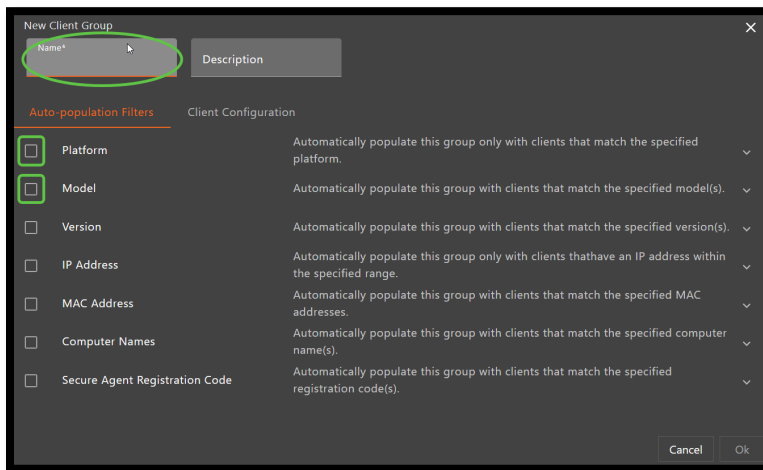 New Client Group
Name*
Description
Auto-population Filters
Client Configuration
Platform
Automatically populate this group only with clients that match the specified
platform.
Model
Automatically populate this group with clients that match the specified model(s).
Version
Automatically populate this group with clients that match the specified version(s).
IP Address
Automatically populate this group only with clients thathave an IP address within
the specified range.
MAC Address
Automatically populate this group with clients that match the specified MAC
addresses.
Computer Names
Automatically populate this group with clients that match the specified computer
name(s).
Secure Agent Registration Code
Automatically populate this group with clients that match the specified
registration code(s).
Cancel
Ok